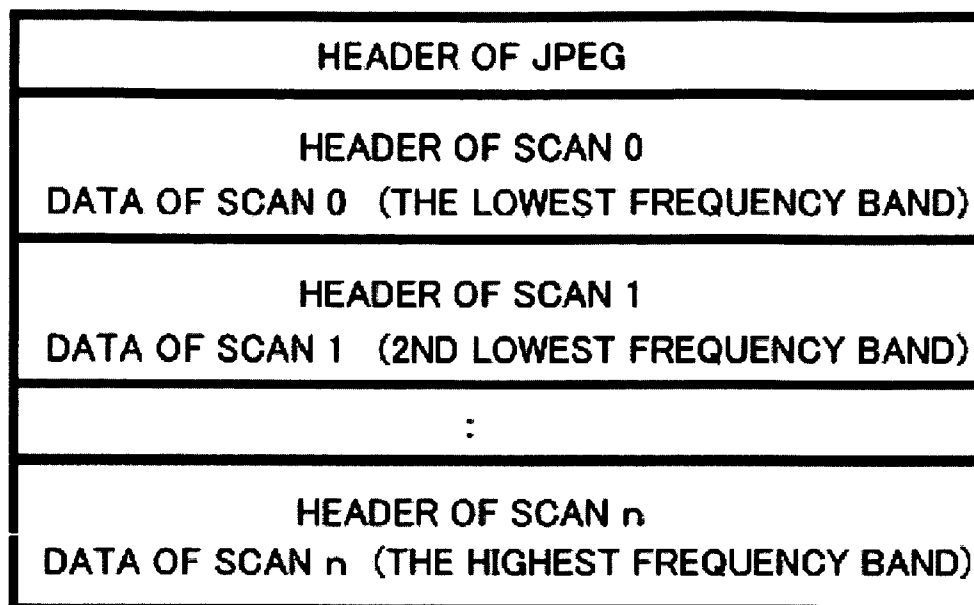 HEADER OF JPEG
HEADER OF SCAN 0
DATA OF SCAN 0 (THE LOWEST FREQUENCY BAND)
HEADER OF SCAN 1
DATA OF SCAN 1 (2ND LOWEST FREQUENCY BAND)
:
HEADER OF SCAN n
DATA OF SCAN n (THE HIGHEST FREQUENCY BAND)